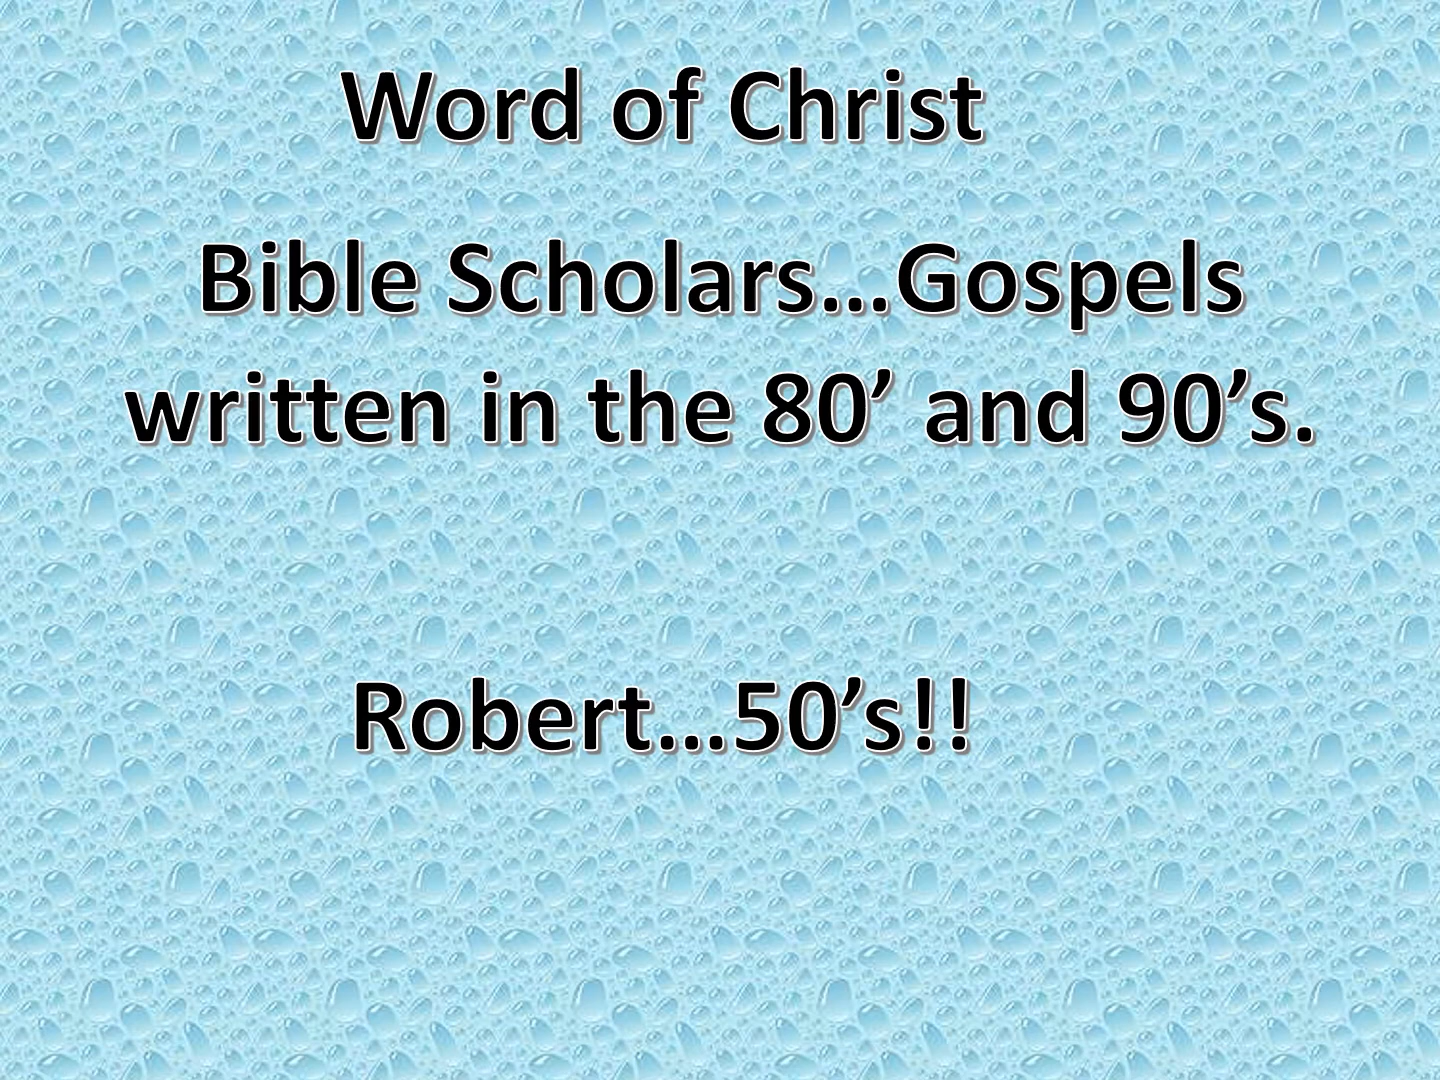 Word of Christ
Bible Scholars…Gospels
written in the 80’ and 90’s.
Robert…50’s!!